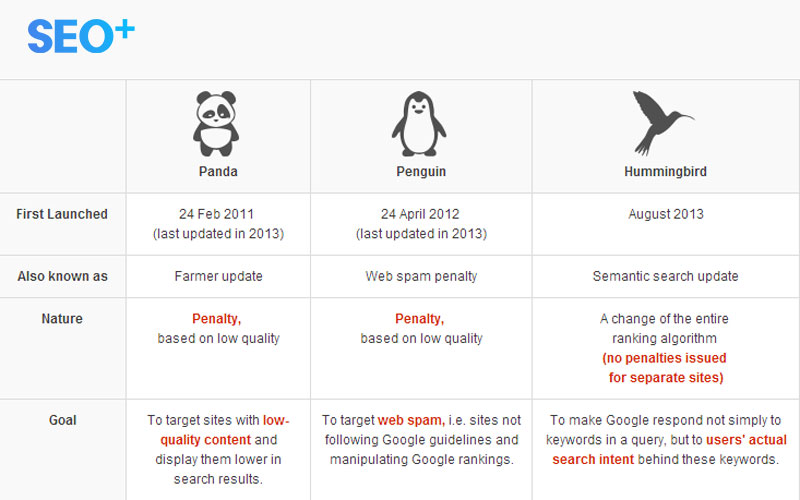 SEO+
Panda
Penguin
Hummingbird
First Launched
24 Feb 2011
(last updated in 2013)
24 April 2012
(last updated in 2013)
August 2013
Also known as
Farmer update
Web spam penalty
Semantic search update
Nature
Penalty,
based on low quality
Penalty,
based on low quality
A change of the entire
ranking algorithm
(no penalties issued
for separate sites)
Goal
To target sites with low-
quality content and
display them lower in
search results.
To target web spam, i.e. sites not
following Google guidelines and
manipulating Google rankings.
To make Google respond not simply to
keywords in a query, but to users' actual
search intent behind these keywords.